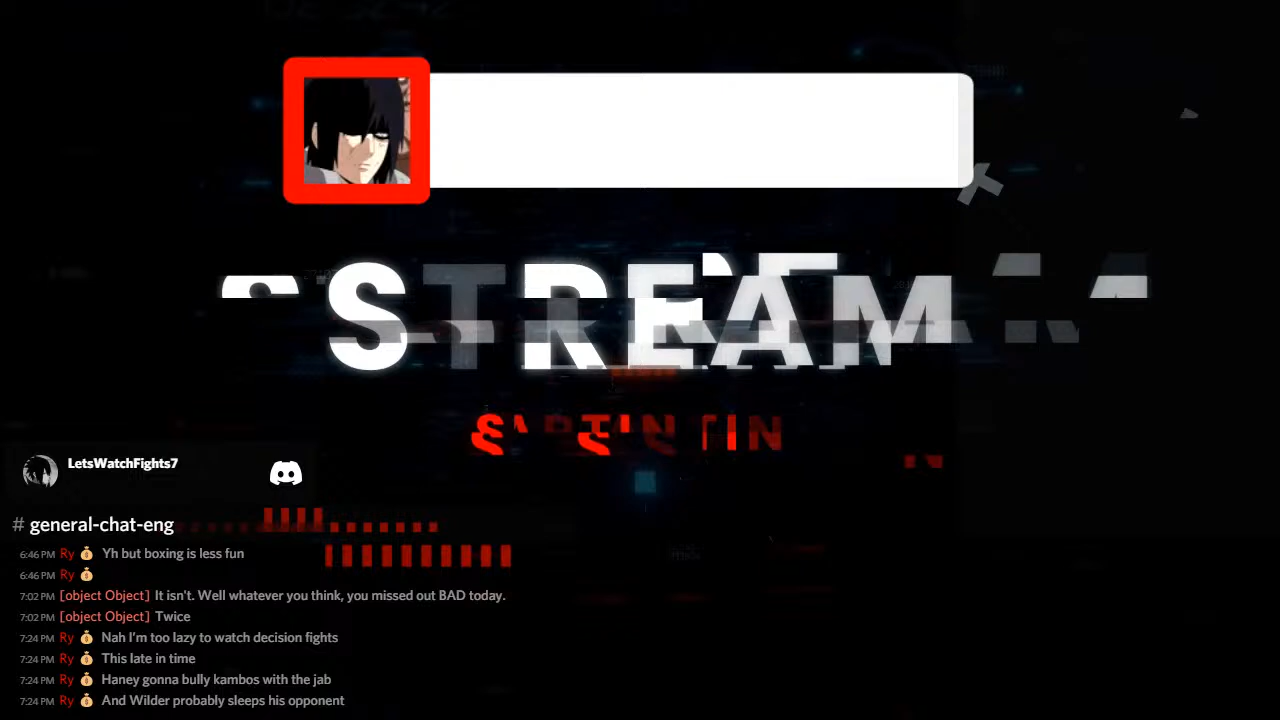 STREAM
LetsWatchFights7
# general-chat-eng
6:46 PM Ry 💰 Yh but boxing is less fun
6:46 PM Ry 💰
7:02 PM [object Object] It isn't. Well whatever you think, you missed out BAD today.
7:02 PM [object Object] Twice
7:24 PM Ry 💰 Nah I'm too lazy to watch decision fights
7:24 PM Ry 💰 This late in time
7:24 PM Ry 💰 Haney gonna bully kambos with the jab
7:24 PM Ry 💰 And Wilder probably sleeps his opponent